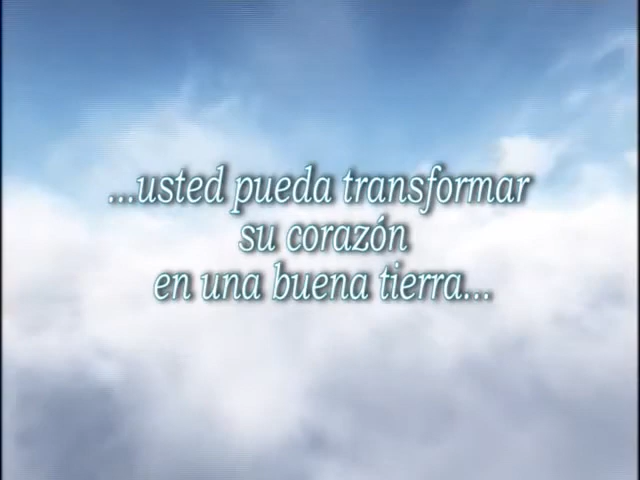 ...usted pueda transformar
su corazón
en una buena tierra...